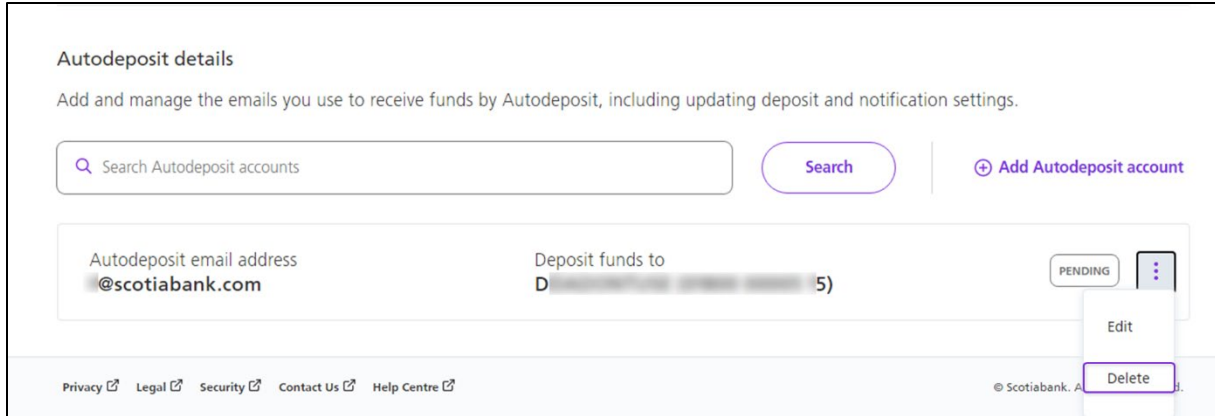 Autodeposit details
Add and manage the emails you use to receive funds by Autodeposit, including updating deposit and notification settings.
Search Autodeposit accounts
Search
Add Autodeposit account
Autodeposit email address
@scotiabank.com
Deposit funds to
D 5)
PENDING
Edit
Delete
Privacy Legal Security Contact Us Help Centre
© Scotiabank.